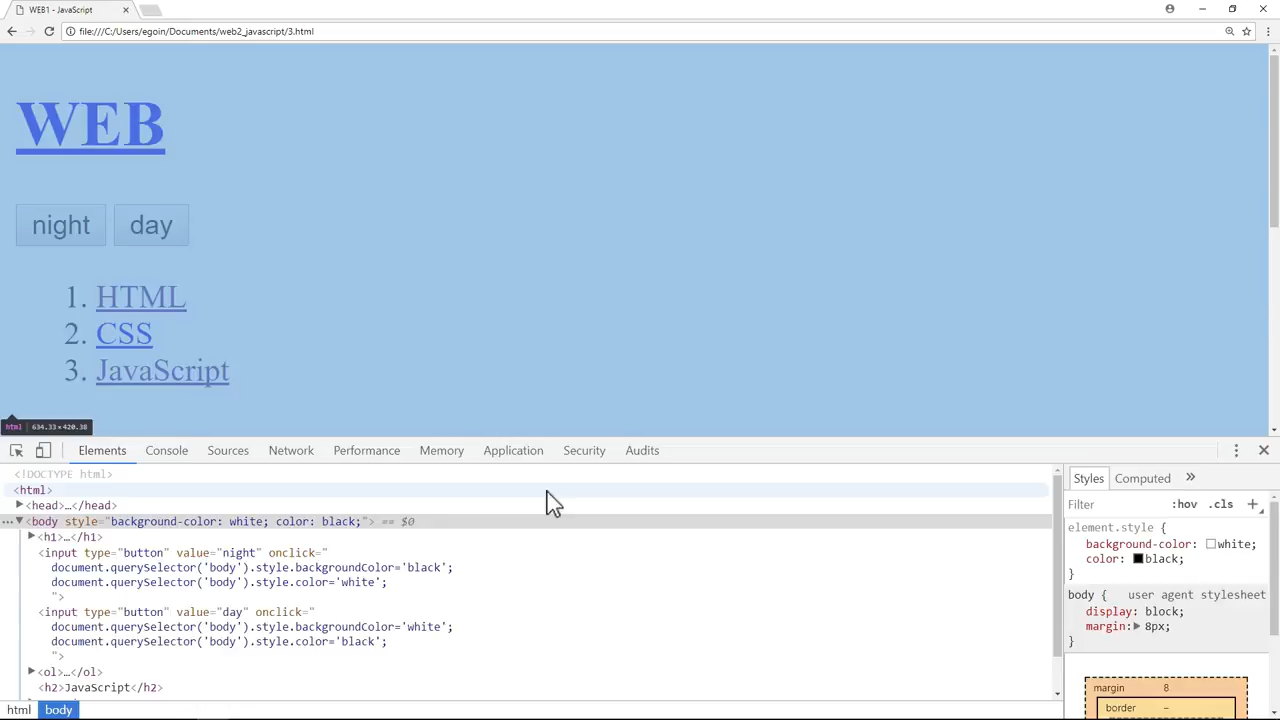 WEB1 - JavaScript
file:///C:/Users/egoin/Documents/web2_javascript/3.html
WEB
night day
1. HTML
2. CSS
3. JavaScript
html 634.33×420.38
Elements Console Sources Network Performance Memory Application Security Audits
<!DOCTYPE html>
<html>
<head>…</head>
<body style="background-color: white; color: black;"> == $0
<h1>…</h1>
<input type="button" value="night" onclick="
document.querySelector('body').style.backgroundColor='black';
document.querySelector('body').style.color='white';
">
<input type="button" value="day" onclick="
document.querySelector('body').style.backgroundColor='white';
document.querySelector('body').style.color='black';
">
<ol>…</ol>
<h2>JavaScript</h2>
html body
Styles Computed »
Filter :hov .cls +
element.style {
background-color: white;
color: black;
}
body { user agent stylesheet
display: block;
margin: 8px;
}
margin 8
border –